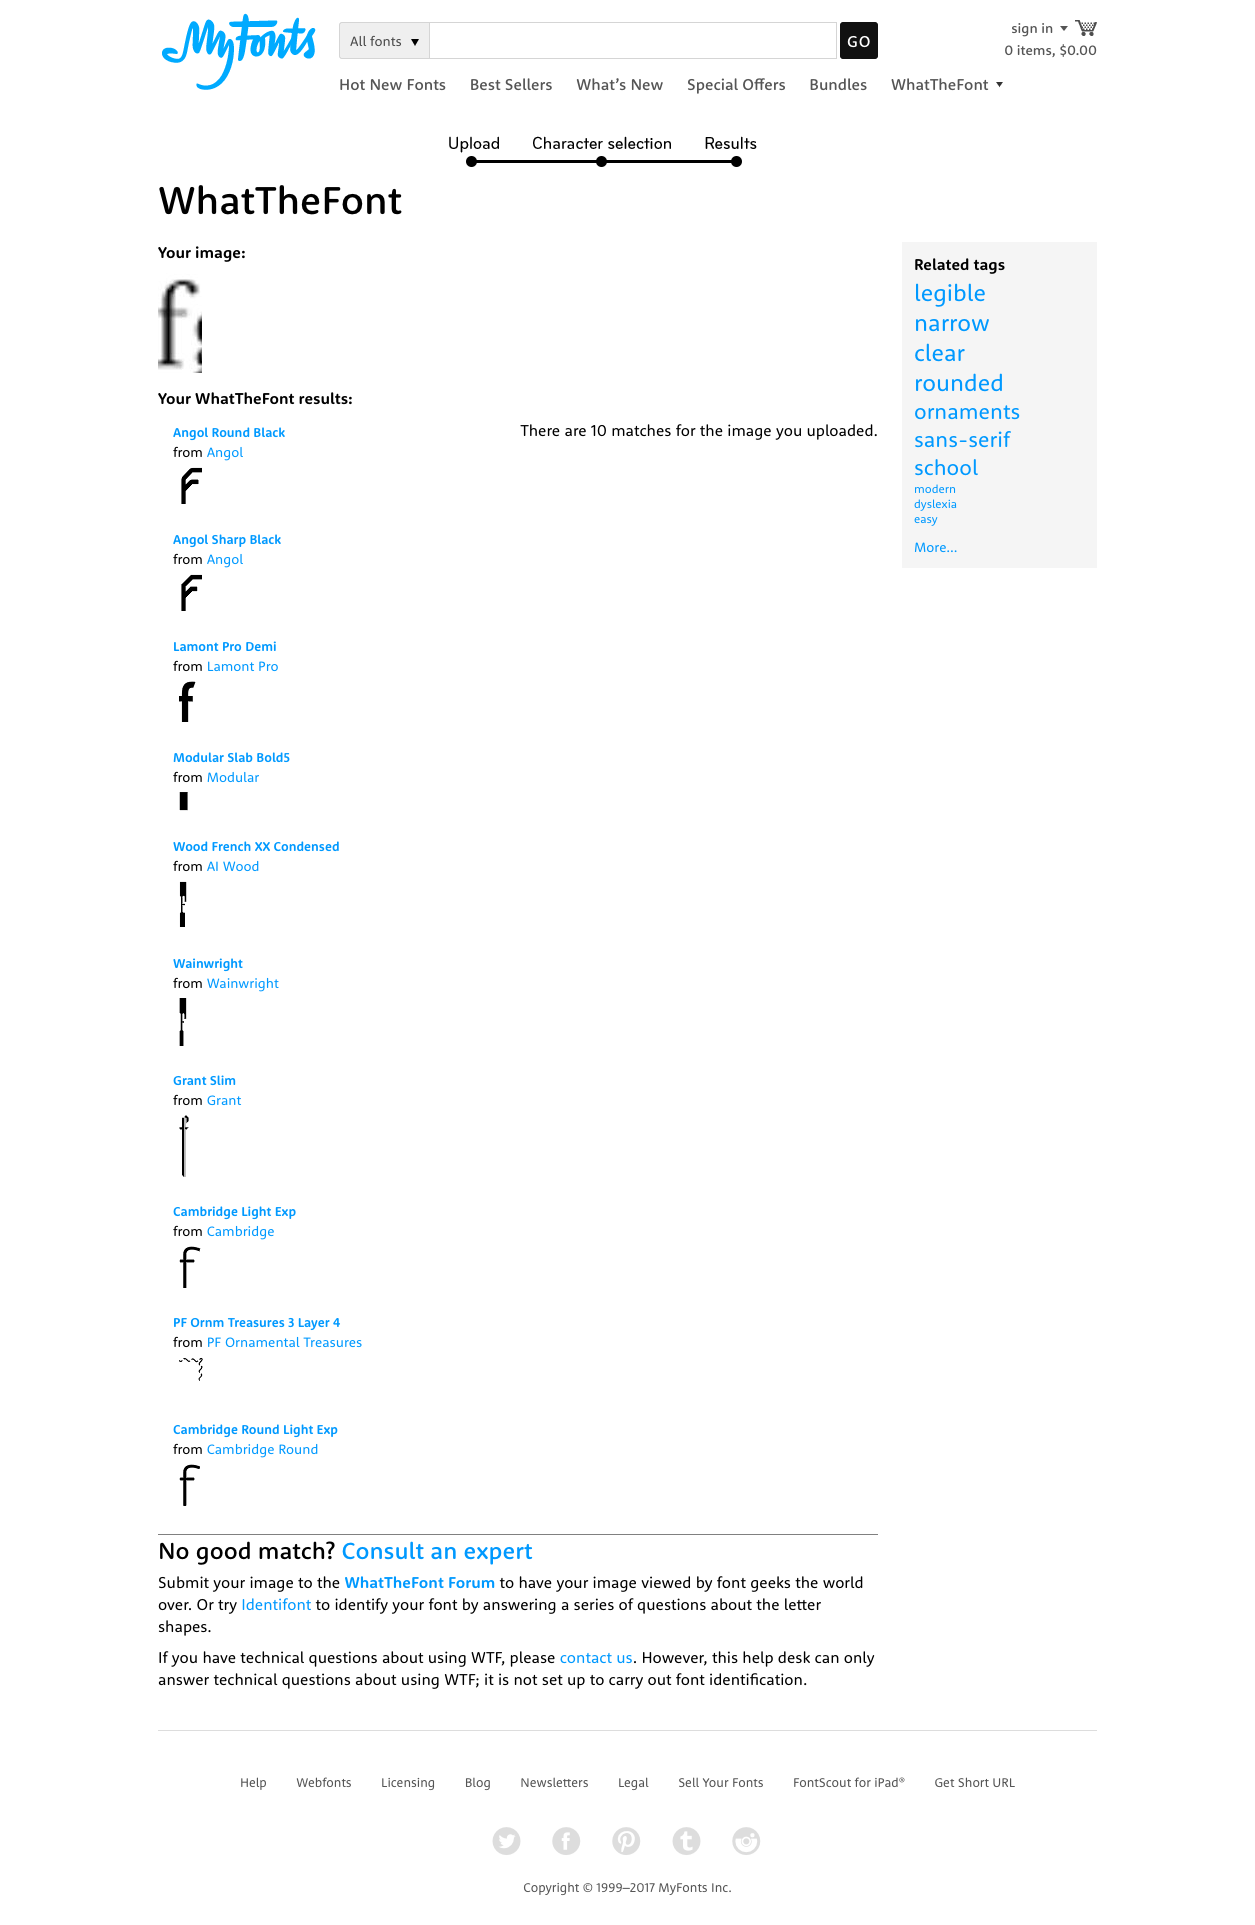 MyFonts
All fonts
GO
sign in
0 items, $0.00
Hot New Fonts Best Sellers What's New Special Offers Bundles WhatTheFont
Upload Character selection Results
WhatTheFont
Your image:
f
Your WhatTheFont results:
There are 10 matches for the image you uploaded.
Angol Round Black
from Angol
f
Angol Sharp Black
from Angol
f
Lamont Pro Demi
from Lamont Pro
f
Modular Slab Bold5
from Modular
Wood French XX Condensed
from AI Wood
Wainwright
from Wainwright
Grant Slim
from Grant
f
Cambridge Light Exp
from Cambridge
f
PF Ornm Treasures 3 Layer 4
from PF Ornamental Treasures
Cambridge Round Light Exp
from Cambridge Round
f
Related tags
legible
narrow
clear
rounded
ornaments
sans-serif
school
modern
dyslexia
easy
More...
No good match? Consult an expert
Submit your image to the WhatTheFont Forum to have your image viewed by font geeks the world
over. Or try Identifont to identify your font by answering a series of questions about the letter
shapes.
If you have technical questions about using WTF, please contact us. However, this help desk can only
answer technical questions about using WTF; it is not set up to carry out font identification.
Help Webfonts Licensing Blog Newsletters Legal Sell Your Fonts FontScout for iPad® Get Short URL
Copyright © 1999–2017 MyFonts Inc.